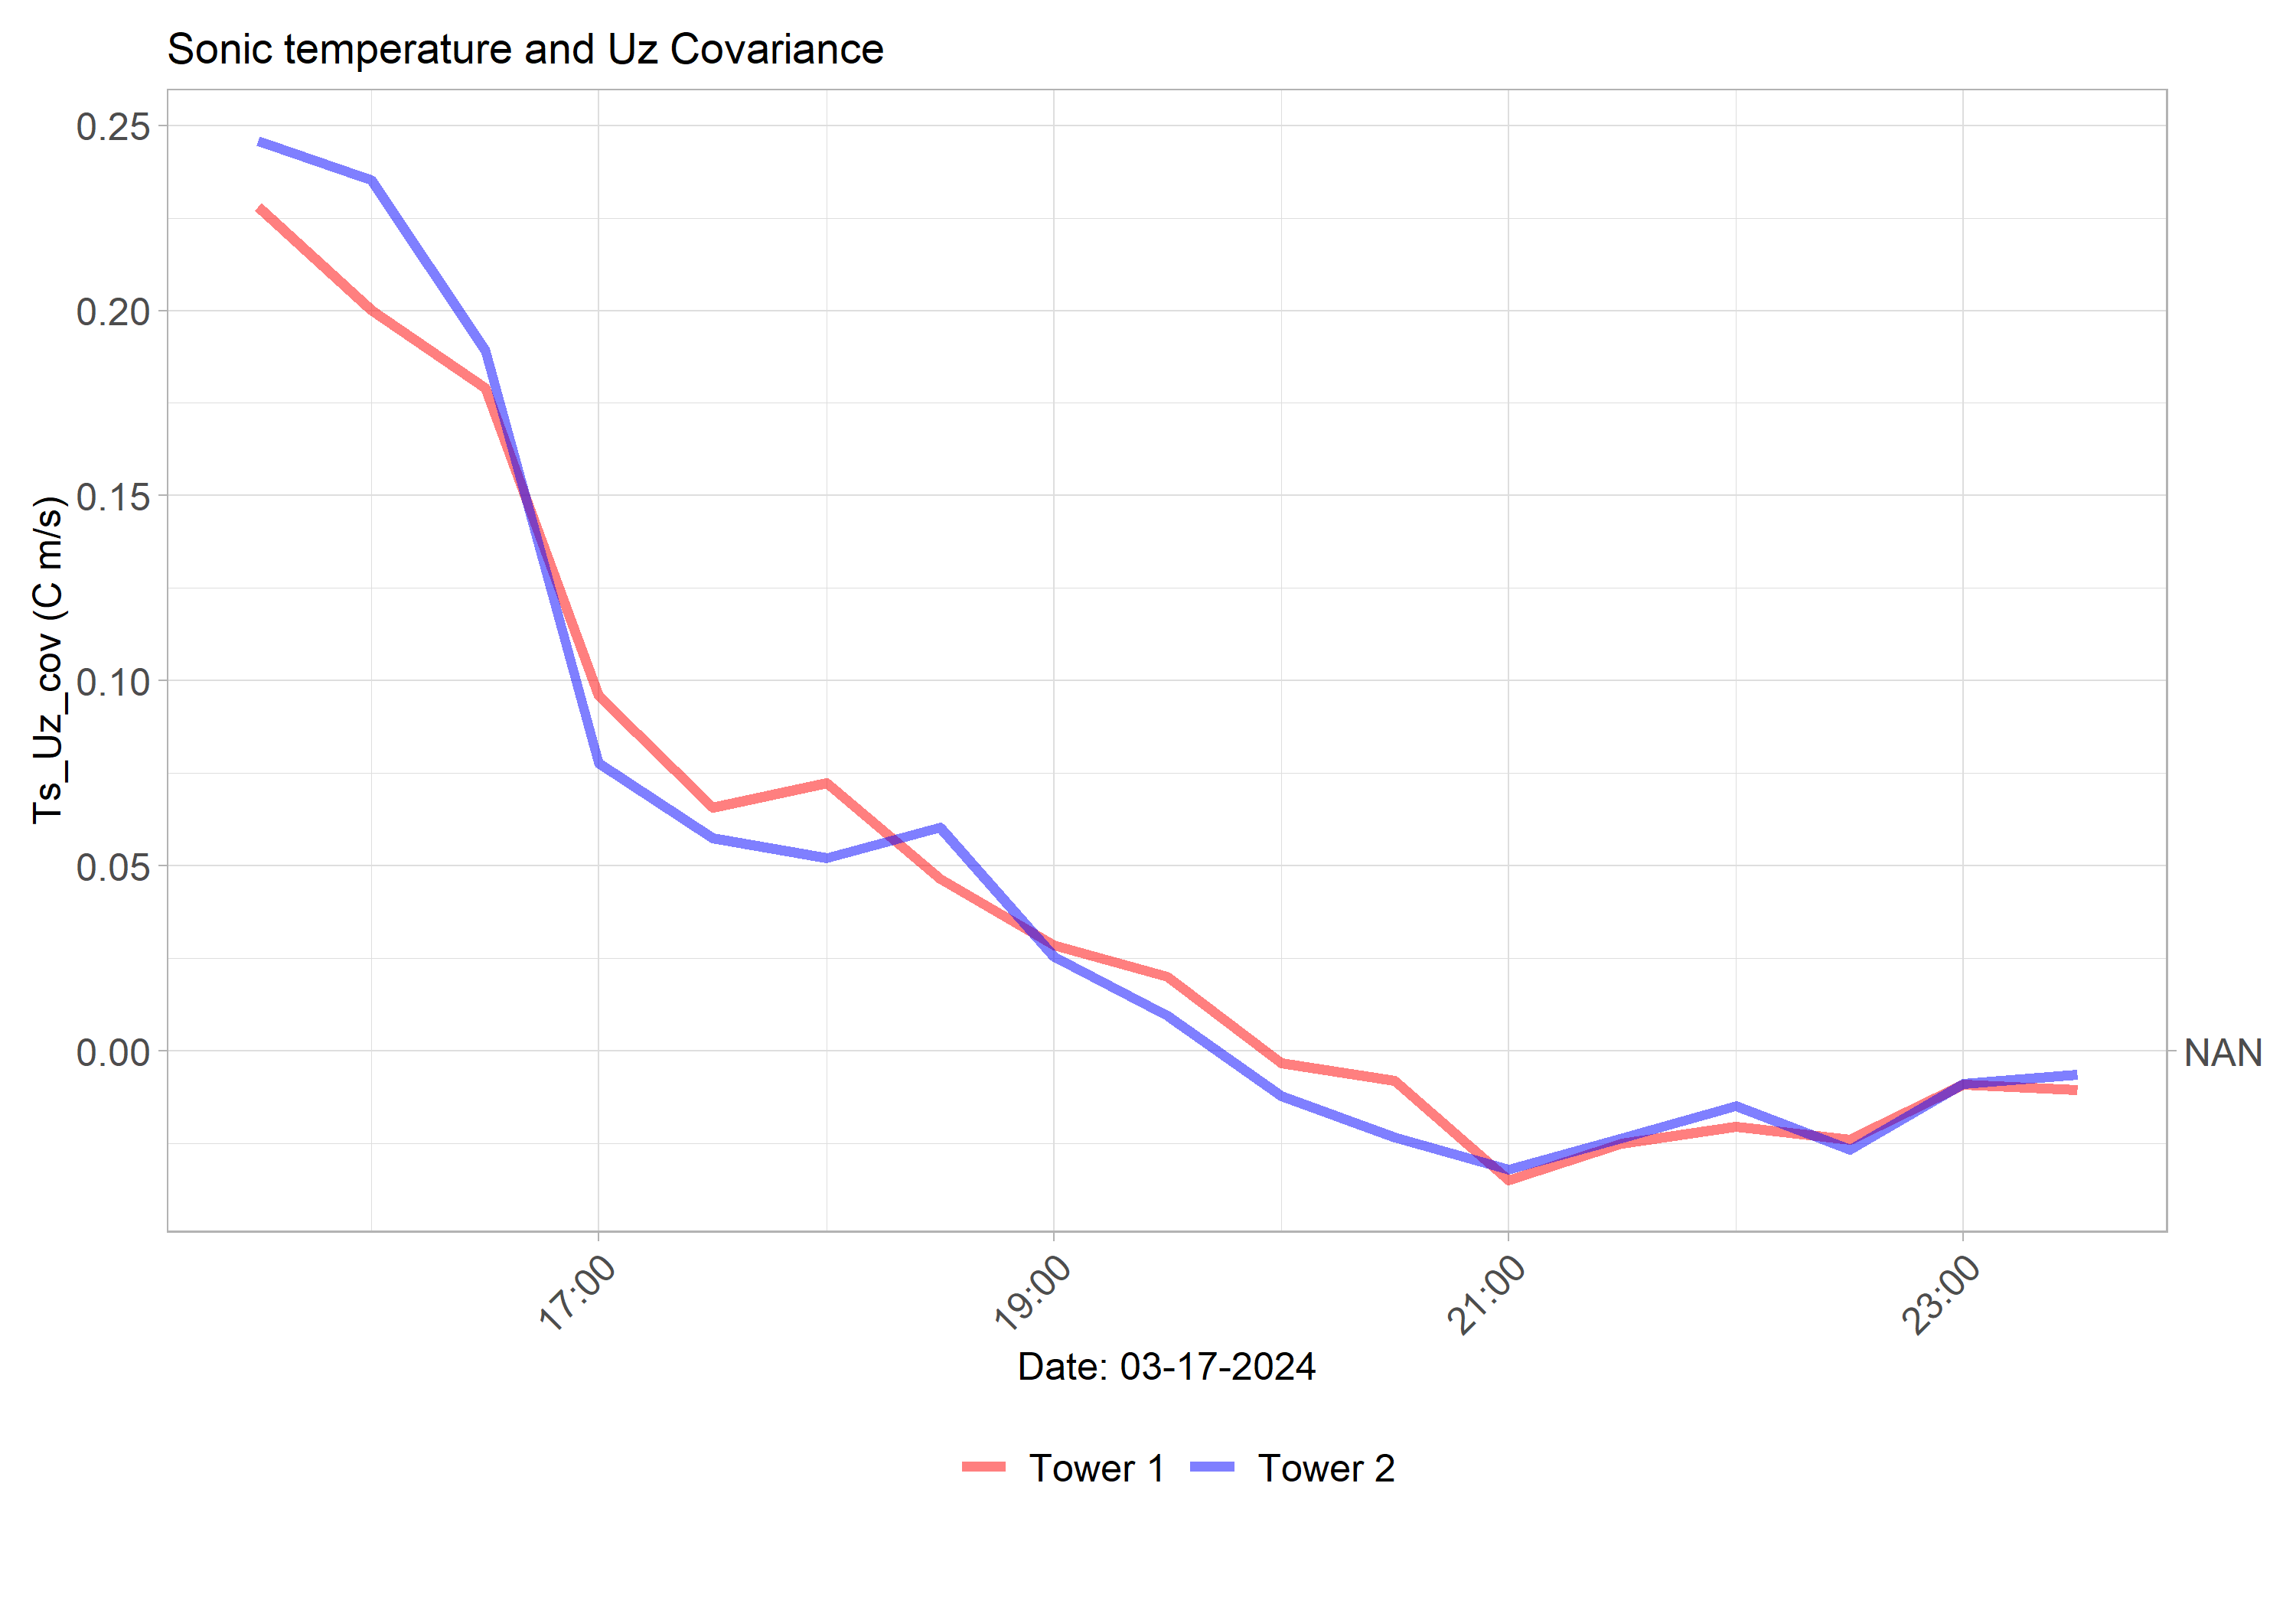 Sonic temperature and Uz Covariance
Ts_Uz_cov (C m/s)
0.25
0.20
0.15
0.10
0.05
0.00
NAN
17:00
19:00
21:00
23:00
Date: 03-17-2024
Tower 1
Tower 2